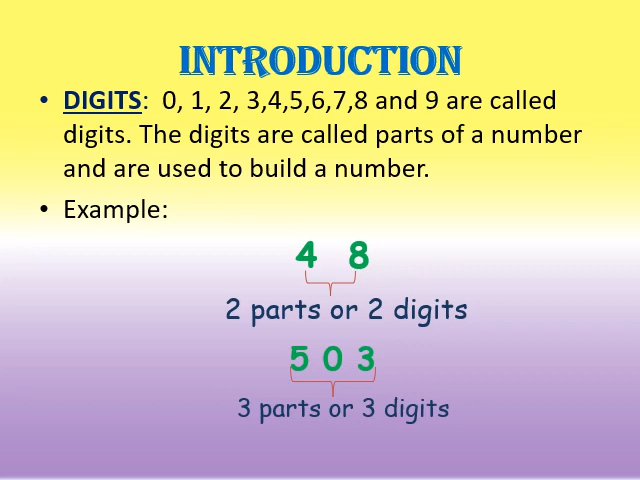 INTRODUCTION
• DIGITS:  0, 1, 2, 3,4,5,6,7,8 and 9 are called
digits. The digits are called parts of a number
and are used to build a number.
• Example:
4 8
2 parts or 2 digits
5 0 3
3 parts or 3 digits